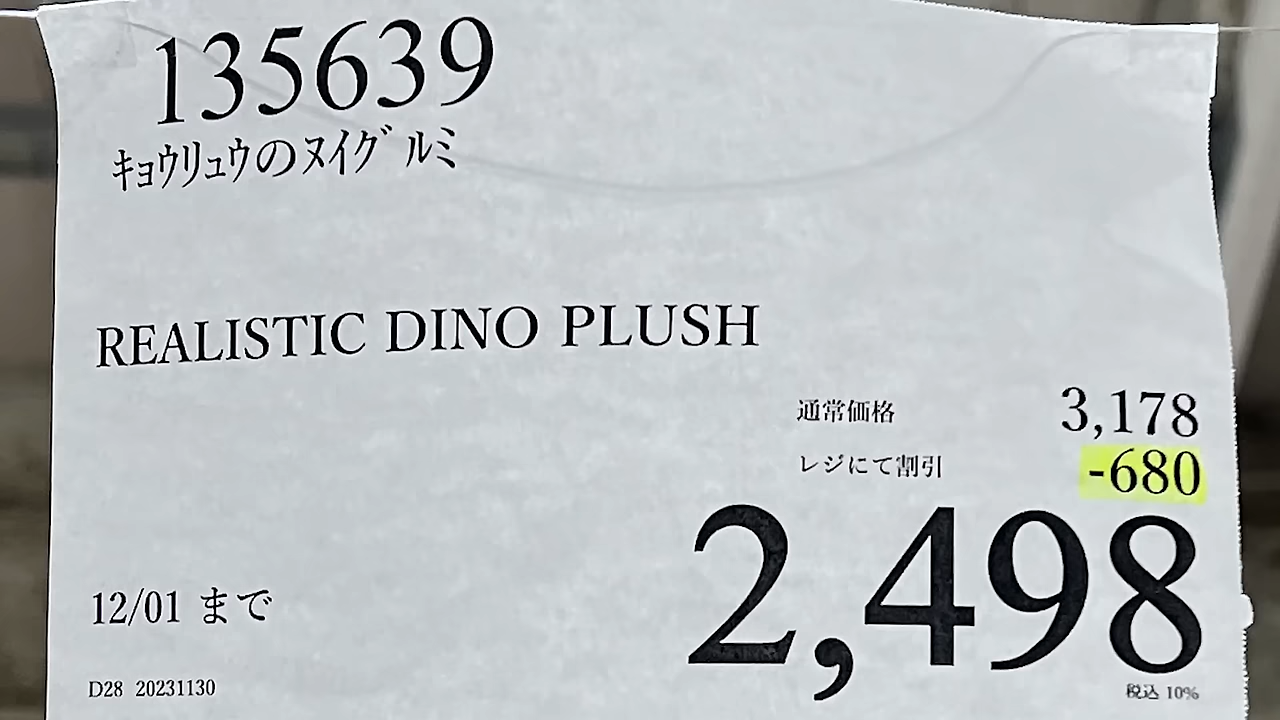 135639
キョウリュウのヌイグルミ
REALISTIC DINO PLUSH
通常価格 3,178
レジにて割引 -680
2,498
12/01 まで
税込 10%
D28 20231130